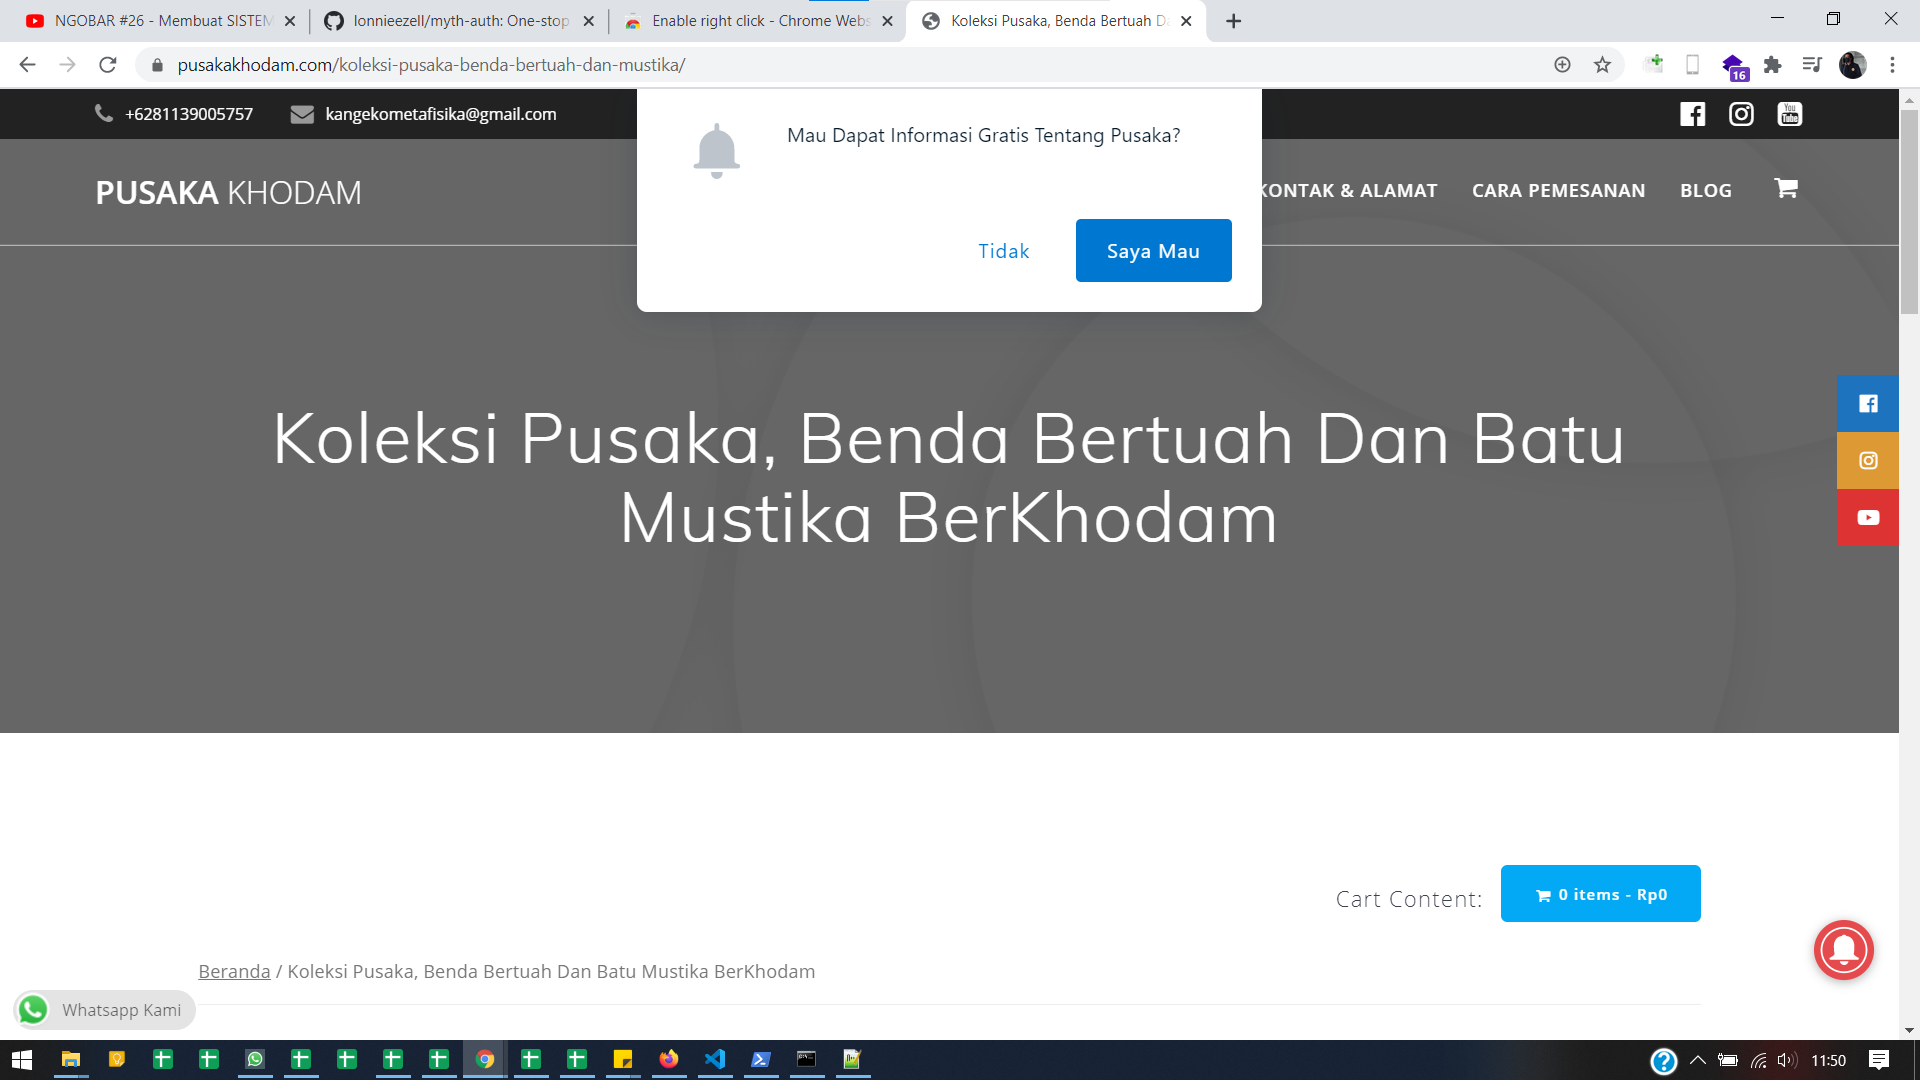 NGOBAR #26 - Membuat SISTEM
lonnieezell/myth-auth: One-stop
Enable right click - Chrome Webs
Koleksi Pusaka, Benda Bertuah D
pusakakhodam.com/koleksi-pusaka-benda-bertuah-dan-mustika/
16
+6281139005757
kangekometafisika@gmail.com
Mau Dapat Informasi Gratis Tentang Pusaka?
You
Tube
PUSAKA KHODAM
KONTAK & ALAMAT
CARA PEMESANAN
BLOG
Tidak
Saya Mau
Koleksi Pusaka, Benda Bertuah Dan Batu
Mustika BerKhodam
Cart Content:
0 items - Rp0
Beranda / Koleksi Pusaka, Benda Bertuah Dan Batu Mustika BerKhodam
Whatsapp Kami
11:50